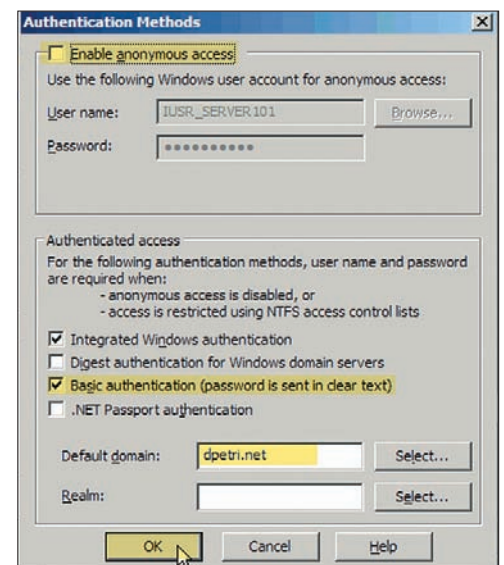 Authentication Methods
Enable anonymous access
Use the following Windows user account for anonymous access:
User name: IUSR_SERVER101 Browse...
Password: ●●●●●●●●●●
Authenticated access
For the following authentication methods, user name and password
are required when:
- anonymous access is disabled, or
- access is restricted using NTFS access control lists
Integrated Windows authentication
Digest authentication for Windows domain servers
Basic authentication (password is sent in clear text)
.NET Passport authentication
Default domain: dpetri.net Select...
Realm: Select...
OK Cancel Help